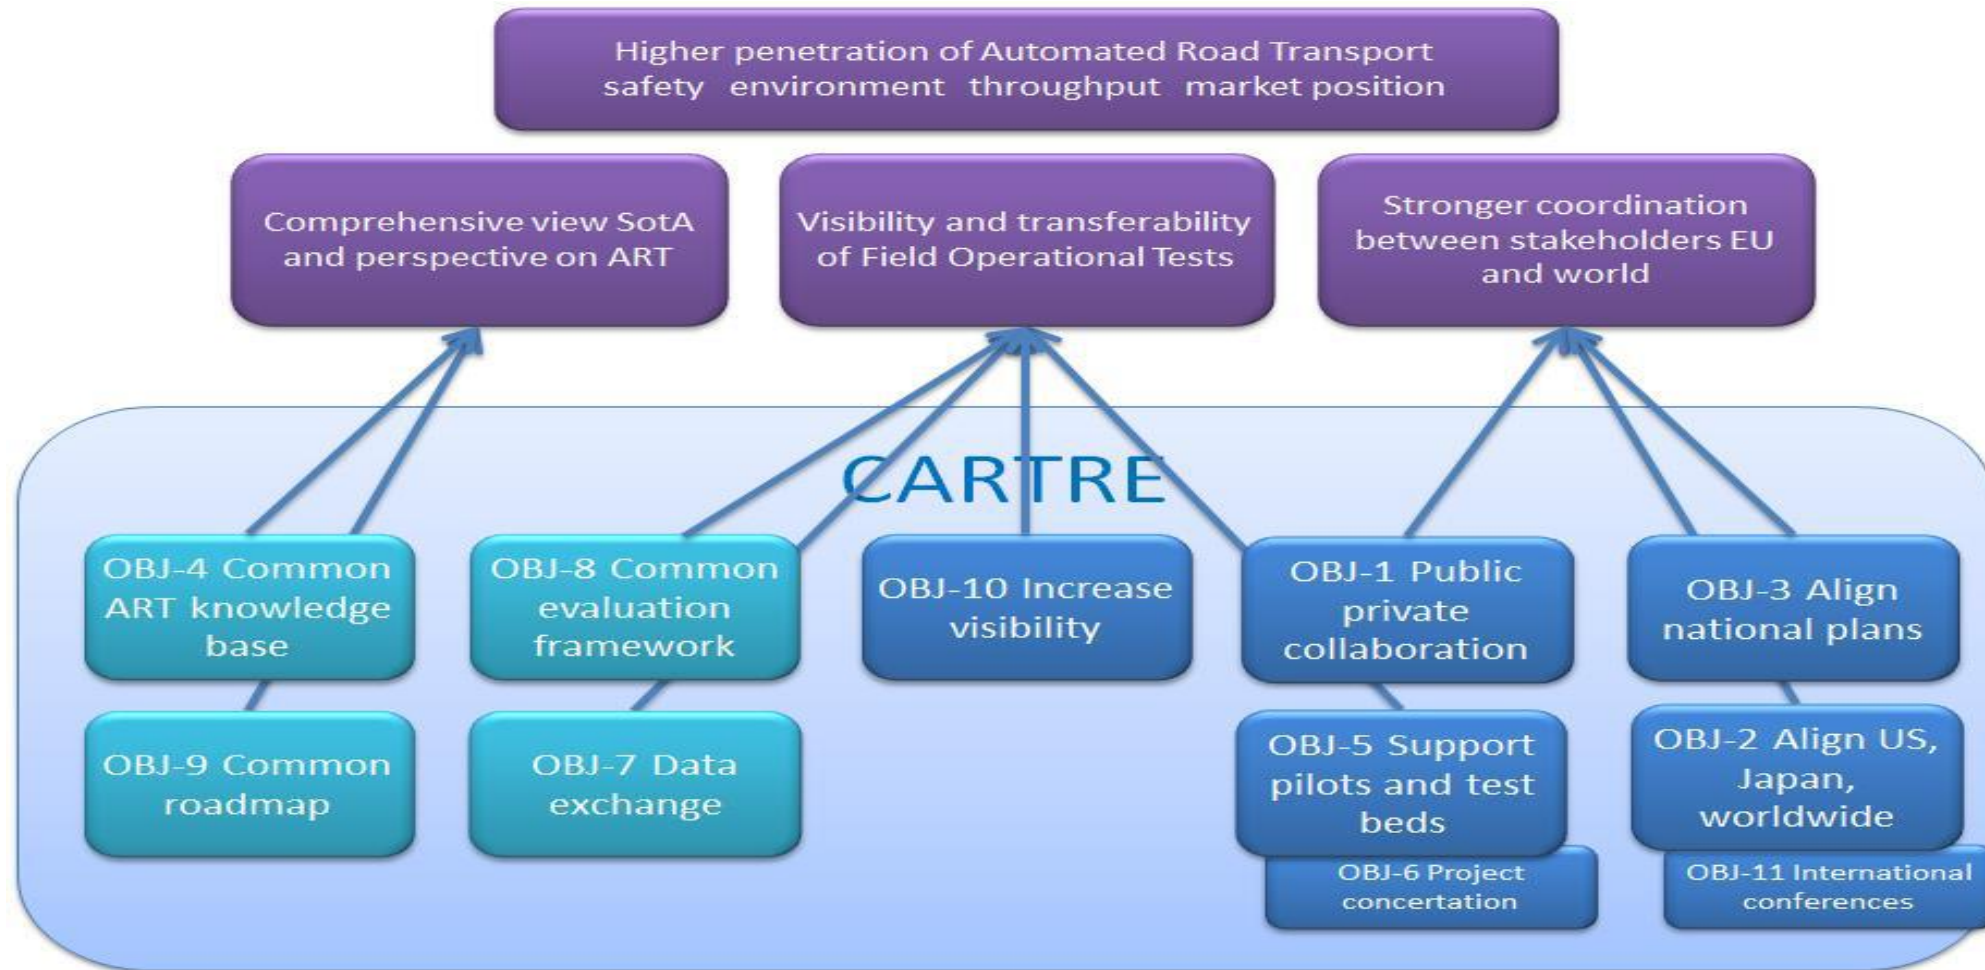 Higher penetration of Automated Road Transport
safety environment throughput market position
Comprehensive view SotA
and perspective on ART
Visibility and transferability
of Field Operational Tests
Stronger coordination
between stakeholders EU
and world
CARTRE
OBJ-4 Common
ART knowledge
base
OBJ-8 Common
evaluation
framework
OBJ-10 Increase
visibility
OBJ-1 Public
private
collaboration
OBJ-3 Align
national plans
OBJ-9 Common
roadmap
OBJ-7 Data
exchange
OBJ-5 Support
pilots and test
beds
OBJ-2 Align US,
Japan,
worldwide
OBJ-6 Project
concertation
OBJ-11 International
conferences